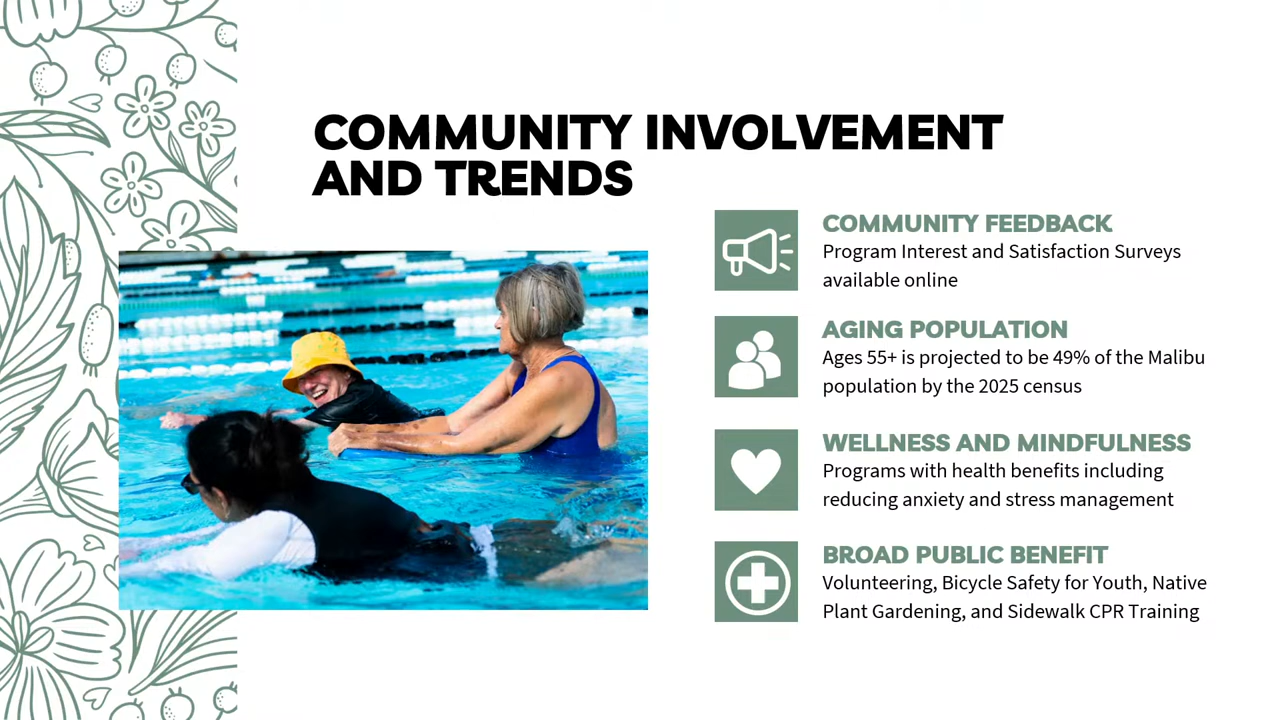 COMMUNITY INVOLVEMENT
AND TRENDS
COMMUNITY FEEDBACK
Program Interest and Satisfaction Surveys
available online
AGING POPULATION
Ages 55+ is projected to be 49% of the Malibu
population by the 2025 census
WELLNESS AND MINDFULNESS
Programs with health benefits including
reducing anxiety and stress management
BROAD PUBLIC BENEFIT
Volunteering, Bicycle Safety for Youth, Native
Plant Gardening, and Sidewalk CPR Training